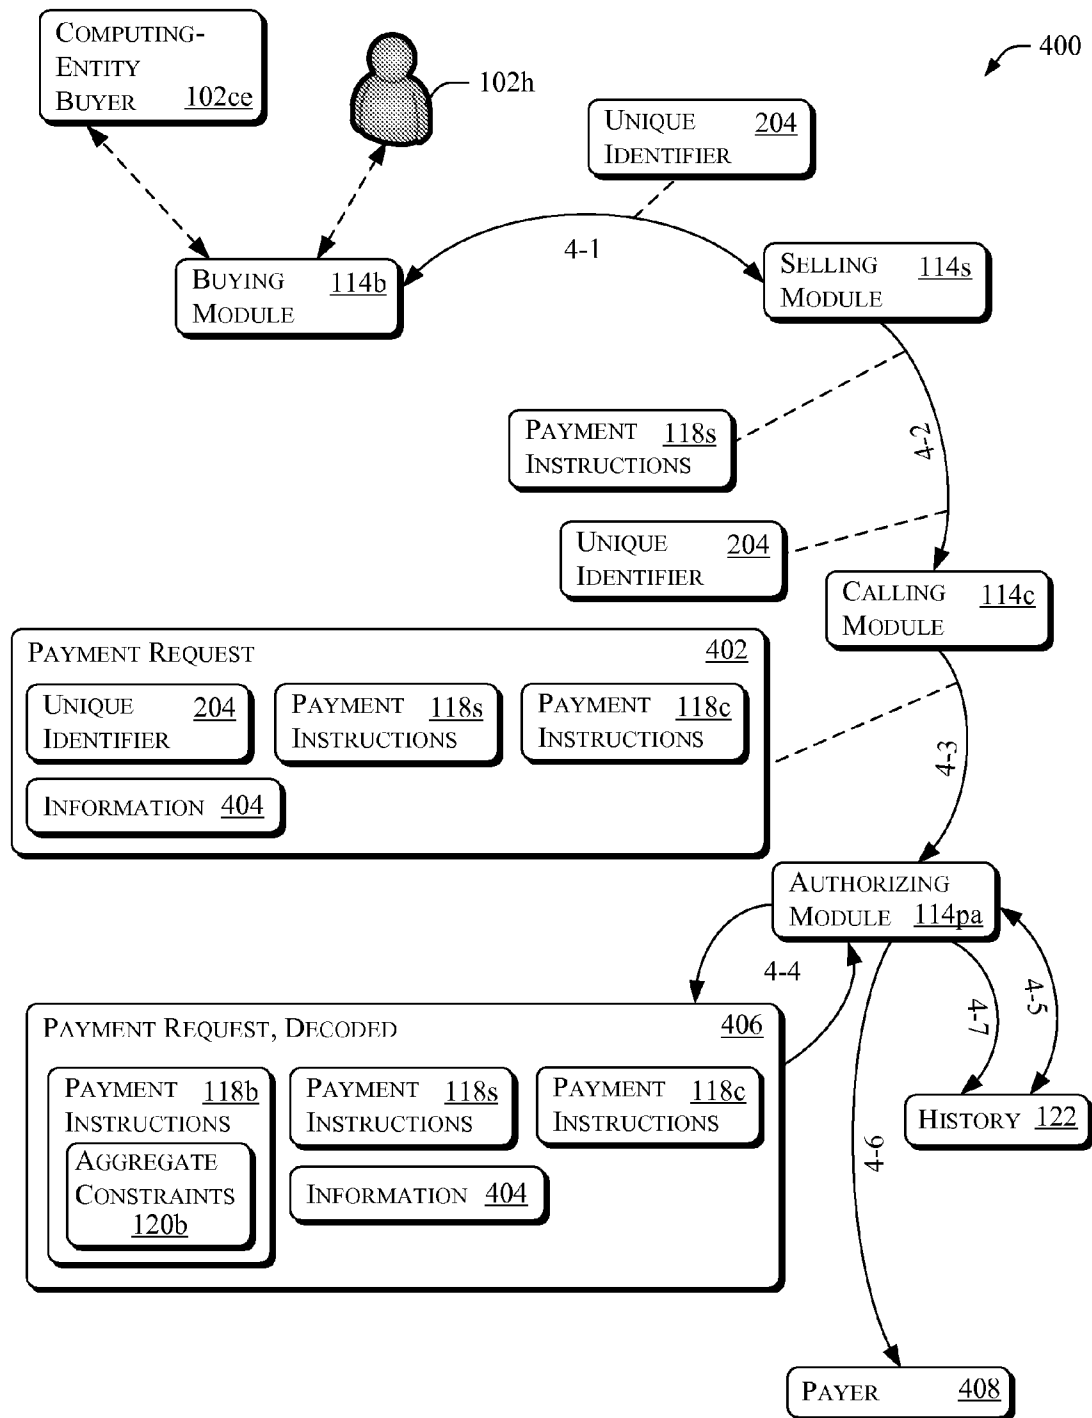 COMPUTING-
ENTITY
BUYER 102ce
102h
400
UNIQUE 204
IDENTIFIER
4-1
BUYING 114b
MODULE
SELLING 114s
MODULE
PAYMENT 118s
INSTRUCTIONS
4-2
UNIQUE 204
IDENTIFIER
CALLING 114c
MODULE
PAYMENT REQUEST 402
UNIQUE 204
IDENTIFIER
PAYMENT 118s
INSTRUCTIONS
PAYMENT 118c
INSTRUCTIONS
INFORMATION 404
4-3
AUTHORIZING
MODULE 114pa
4-4
4-5
4-7
PAYMENT REQUEST, DECODED 406
PAYMENT 118b
INSTRUCTIONS
AGGREGATE
CONSTRAINTS
120b
PAYMENT 118s
INSTRUCTIONS
PAYMENT 118c
INSTRUCTIONS
INFORMATION 404
HISTORY 122
4-6
PAYER 408